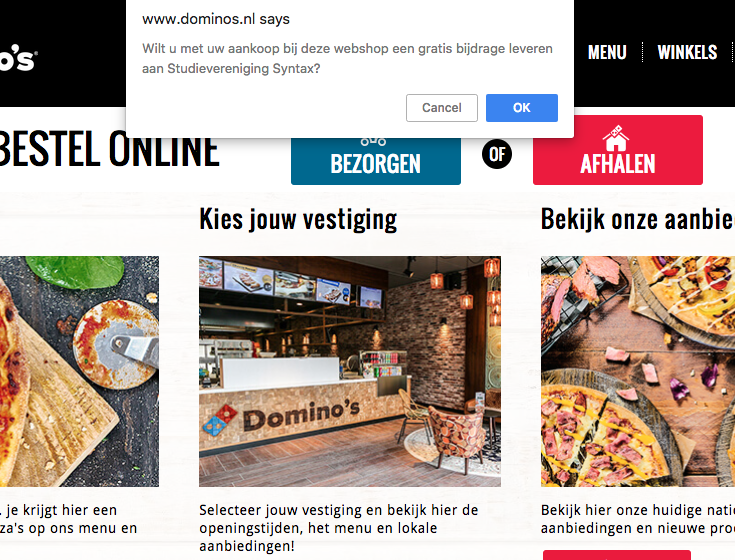 www.dominos.nl says
Wilt u met uw aankoop bij deze webshop een gratis bijdrage leveren
aan Studievereniging Syntax?
Cancel
OK
o's
MENU
WINKELS
BESTEL ONLINE
BEZORGEN
OF
AFHALEN
Kies jouw vestiging
Domino's
Selecteer jouw vestiging en bekijk hier de
openingstijden, het menu en lokale
aanbiedingen!
, je krijgt hier een
za's op ons menu en
Bekijk onze aanbie
Bekijk hier onze huidige nati
aanbiedingen en nieuwe pro